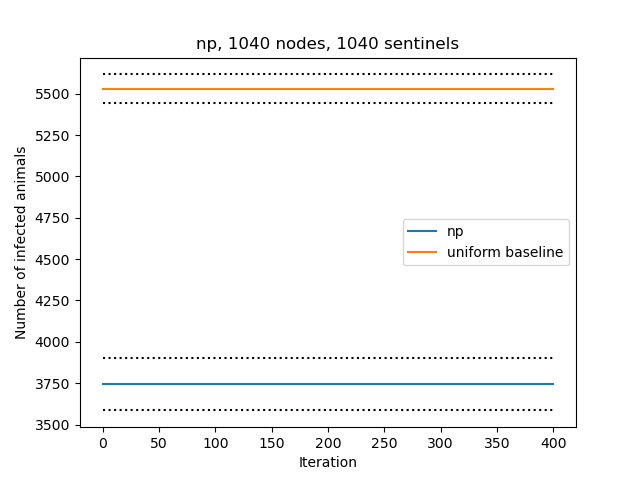 np, 1040 nodes, 1040 sentinels
Number of infected animals
5500
5250
5000
4750
4500
4250
4000
3750
3500
np
uniform baseline
0 50 100 150 200 250 300 350 400
Iteration